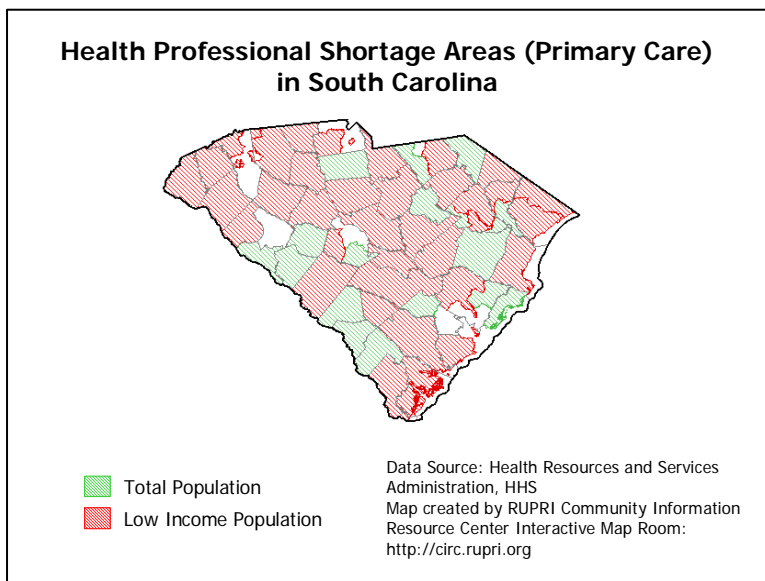 Health Professional Shortage Areas (Primary Care)
in South Carolina
Total Population
Low Income Population
Data Source: Health Resources and Services
Administration, HHS
Map created by RUPRI Community Information
Resource Center Interactive Map Room:
http://circ.rupri.org